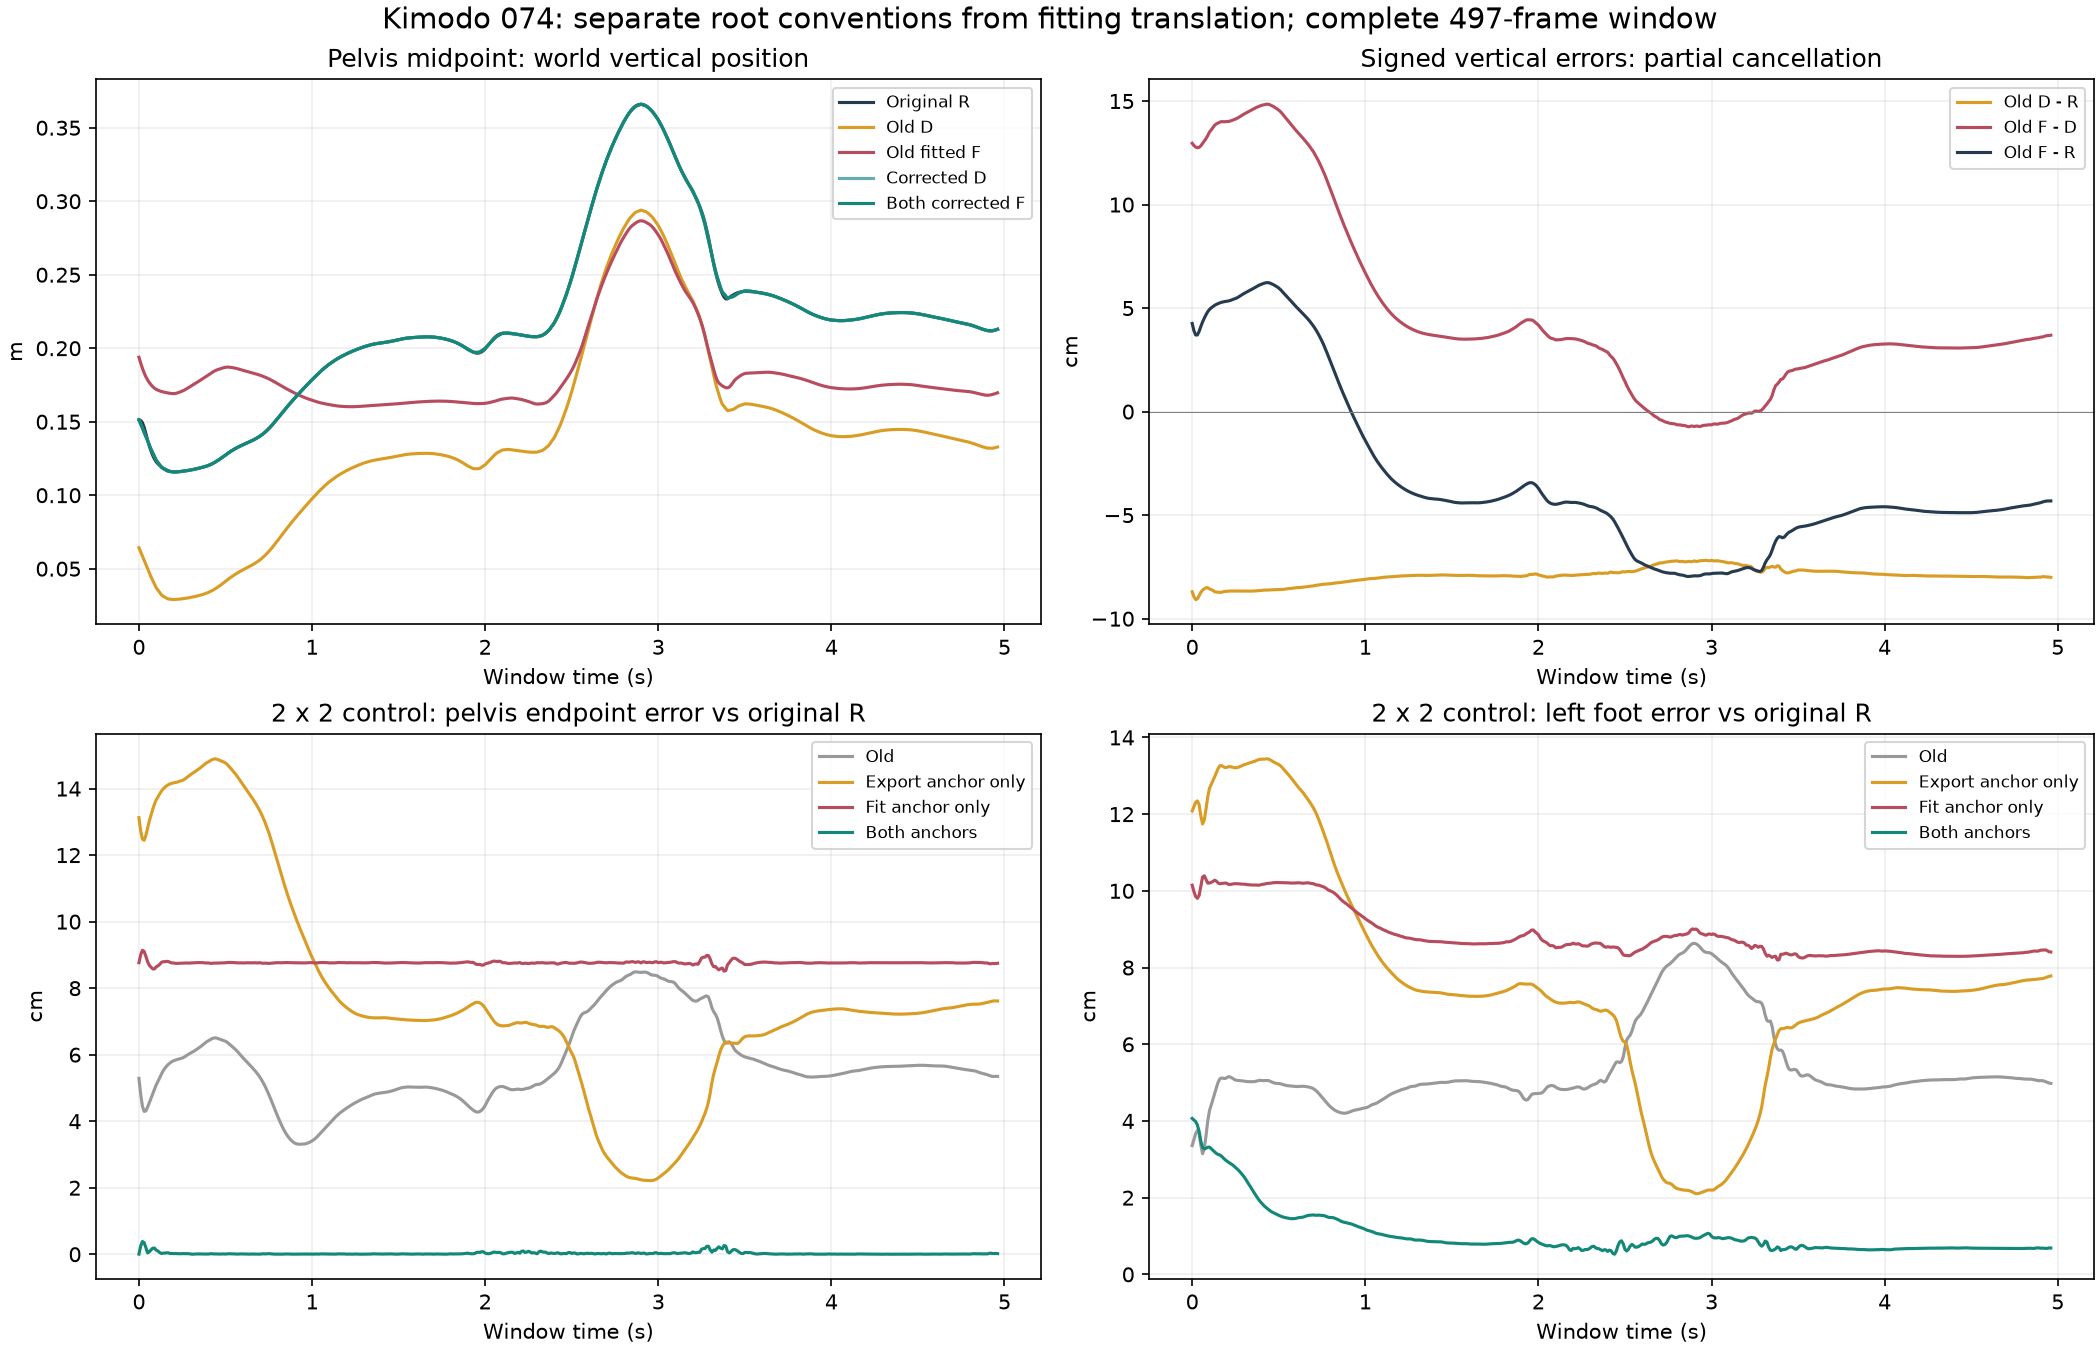 Kimodo 074: separate root conventions from fitting translation; complete 497-frame window
Pelvis midpoint: world vertical position
Original R
Old D
Old fitted F
Corrected D
Both corrected F
0.35
0.30
0.25
0.20
0.15
0.10
0.05
m
0
1
2
3
4
5
Window time (s)
Signed vertical errors: partial cancellation
Old D - R
Old F - D
Old F - R
15
10
5
0
−5
−10
cm
0
1
2
3
4
5
Window time (s)
2 x 2 control: pelvis endpoint error vs original R
Old
Export anchor only
Fit anchor only
Both anchors
14
12
10
8
6
4
2
0
cm
0
1
2
3
4
5
Window time (s)
2 x 2 control: left foot error vs original R
Old
Export anchor only
Fit anchor only
Both anchors
14
12
10
8
6
4
2
0
cm
0
1
2
3
4
5
Window time (s)